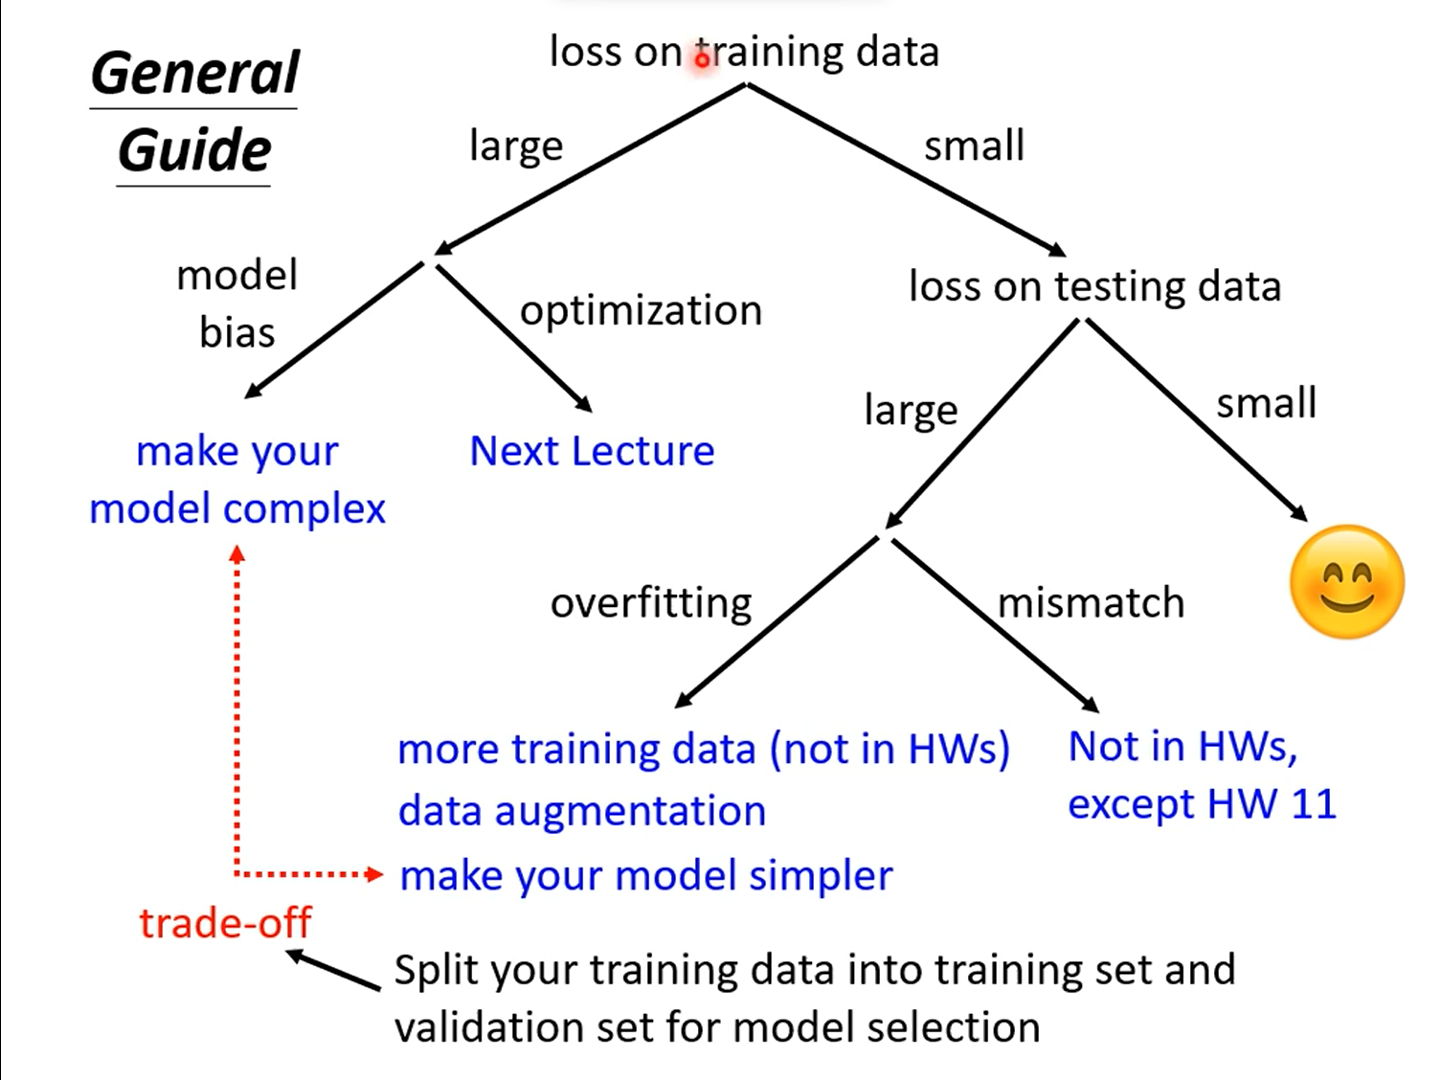 General
Guide
loss on training data
large
small
model
bias
optimization
loss on testing data
make your
model complex
Next Lecture
large
small
overfitting
mismatch
more training data (not in HWs)
data augmentation
make your model simpler
Not in HWs,
except HW 11
trade-off
Split your training data into training set and
validation set for model selection